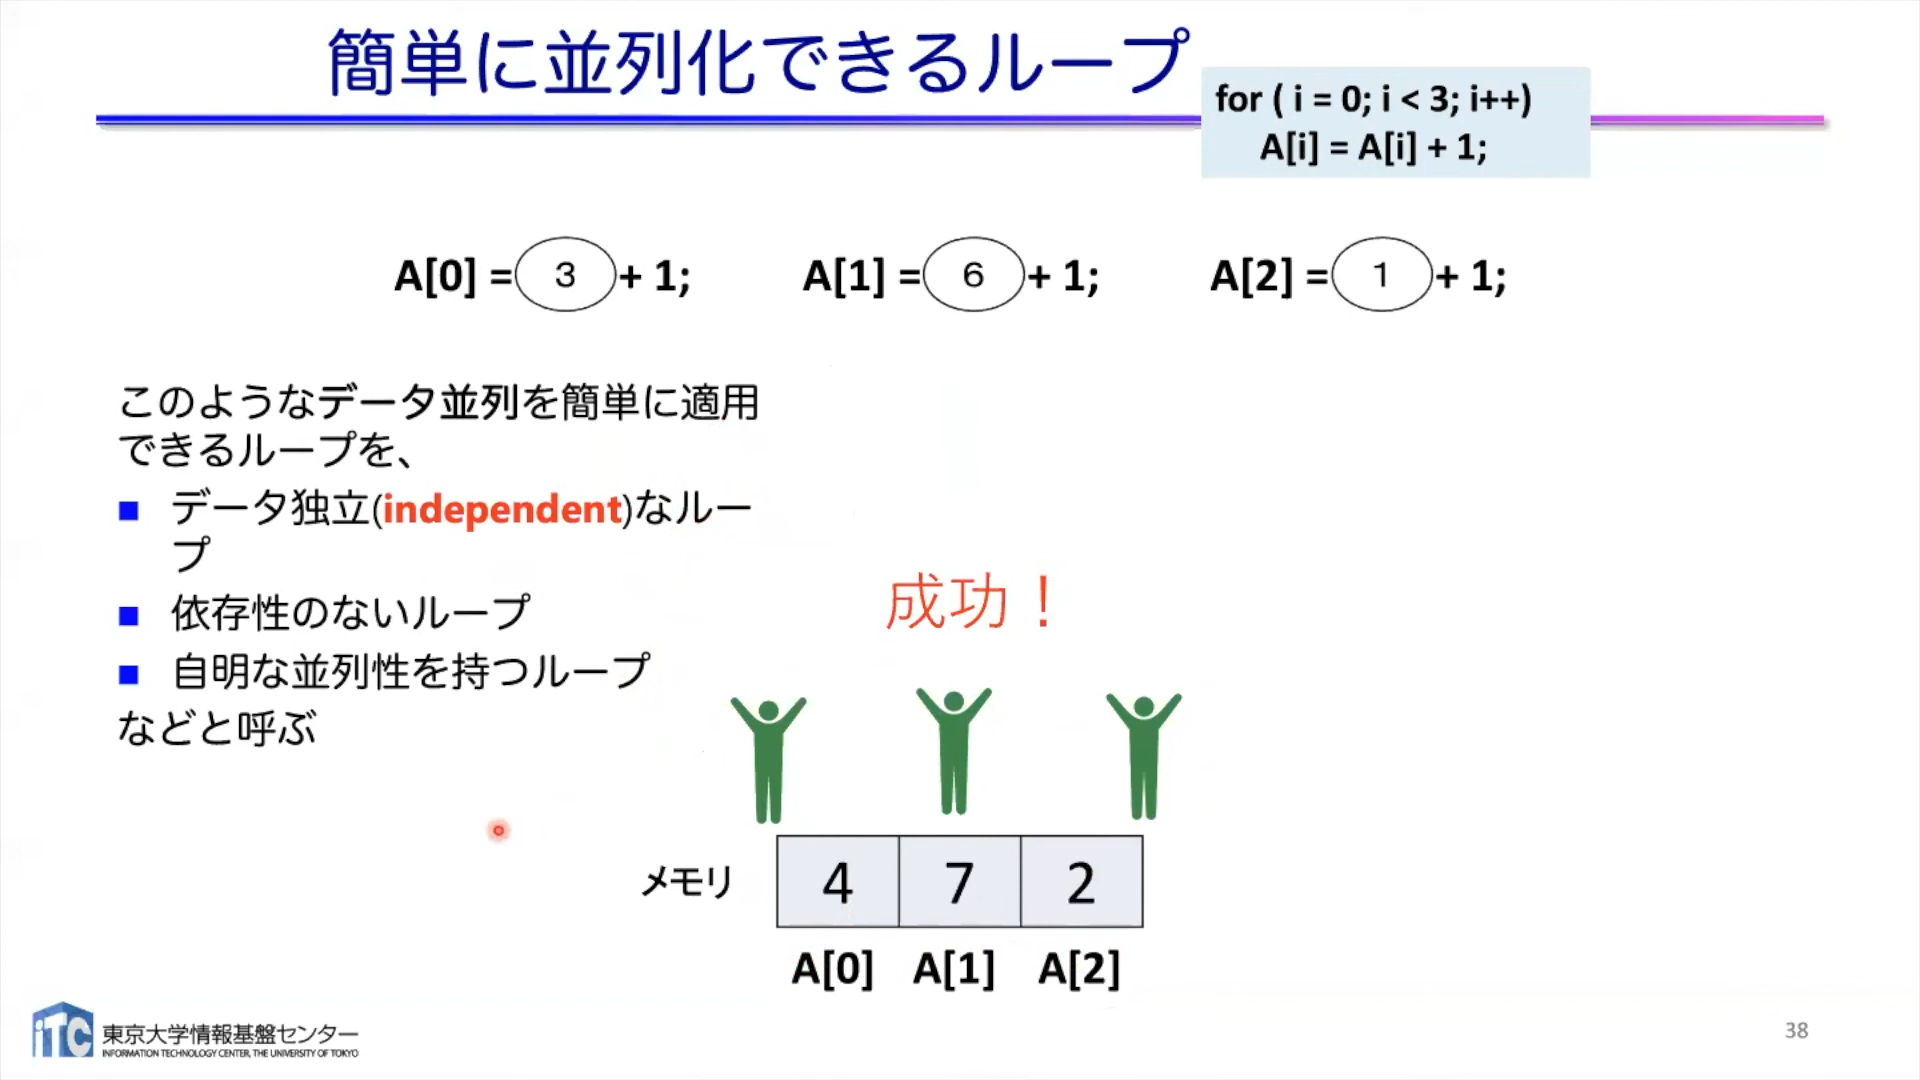 簡単に並列化できるループ
for ( i = 0; i < 3; i++)
A[i] = A[i] + 1;
A[0] = 3 + 1; A[1] = 6 + 1; A[2] = 1 + 1;
このようなデータ並列を簡単に適用
できるループを、
データ独立(independent)なルー
プ
依存性のないループ
自明な並列性を持つループ
などと呼ぶ
成功！
メモリ 4 7 2
A[0] A[1] A[2]
iTC 東京大学情報基盤センター
INFORMATION TECHNOLOGY CENTER, THE UNIVERSITY OF TOKYO
38